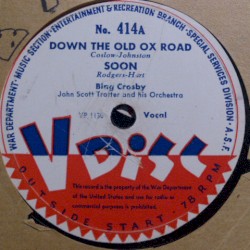 WAR DEPARTMENT - MUSIC SECTION - ENTERTAINMENT & RECREATION BRANCH - SPECIAL SERVICES DIVISION - A.S.F.
No. 414A
DOWN THE OLD OX ROAD
Coslow-Johnston
SOON
Rodgers-Hart
Bing Crosby
John Scott Trotter and his Orchestra
Vocal
V Disc
This record is the property of the War Department
of the United States and use for radio or
commercial purposes is prohibited.
OUTSIDE START - 78 RPM